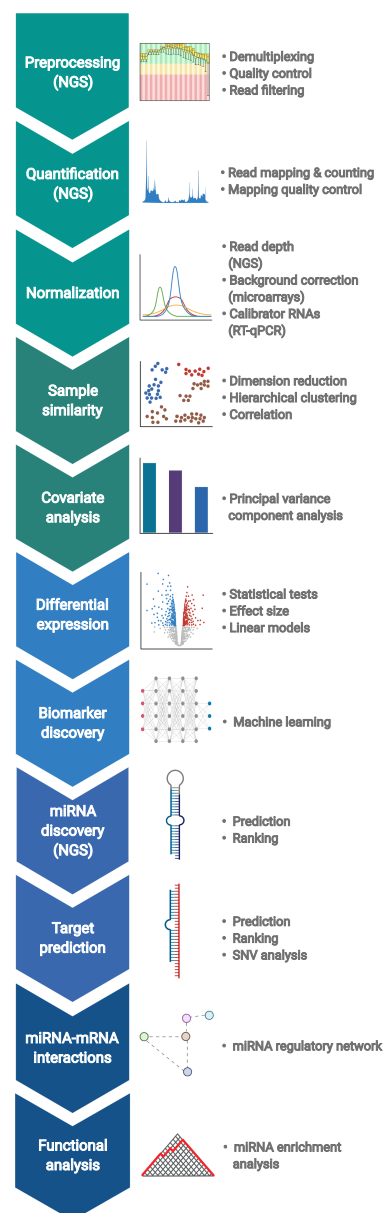 Preprocessing
(NGS)
• Demultiplexing
• Quality control
• Read filtering
Quantification
(NGS)
• Read mapping & counting
• Mapping quality control
Normalization
• Read depth
(NGS)
• Background correction
(microarrays)
• Calibrator RNAs
(RT-qPCR)
Sample
similarity
• Dimension reduction
• Hierarchical clustering
• Correlation
Covariate
analysis
• Principal variance
component analysis
Differential
expression
• Statistical tests
• Effect size
• Linear models
Biomarker
discovery
• Machine learning
miRNA
discovery
(NGS)
• Prediction
• Ranking
Target
prediction
• Prediction
• Ranking
• SNV analysis
miRNA-mRNA
interactions
• miRNA regulatory network
Functional
analysis
• miRNA enrichment
analysis